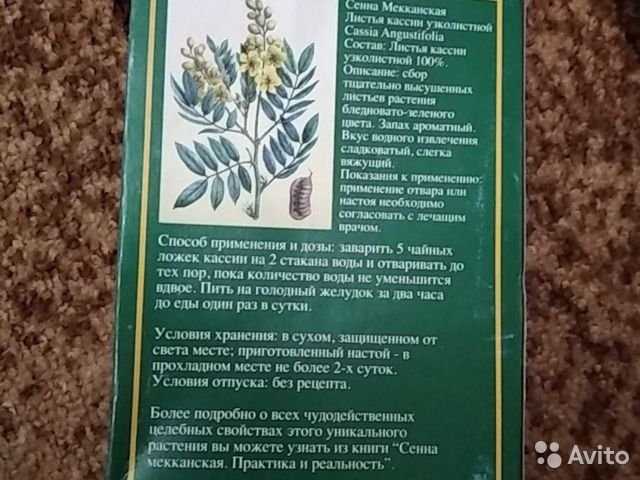 Сенна Мекканская
Листья кассии узколистной
Cassia Angustifolia
Состав: Листья кассии
узколистной 100%.
Описание: сбор
тщательно высушенных
листьев растения
бледновато-зеленого
цвета. Запах ароматный.
Вкус водного извлечения
сладковатый, слегка
вяжущий.
Показания к применению:
применение отвара или
настоя необходимо
согласовать с лечащим
врачом.
Способ применения и дозы: заварить 5 чайных
ложек кассии на 2 стакана воды и отваривать до
тех пор, пока количество воды не уменьшится
вдвое. Пить на голодный желудок за два часа
до еды один раз в сутки.
Условия хранения: в сухом, защищенном от
света месте; приготовленный настой - в
прохладном месте не более 2-х суток.
Условия отпуска: без рецепта.
Более подробно о всех чудодейственных
целебных свойствах этого уникального
растения вы можете узнать из книги “Сенна
мекканская. Практика и реальность”.
Avito